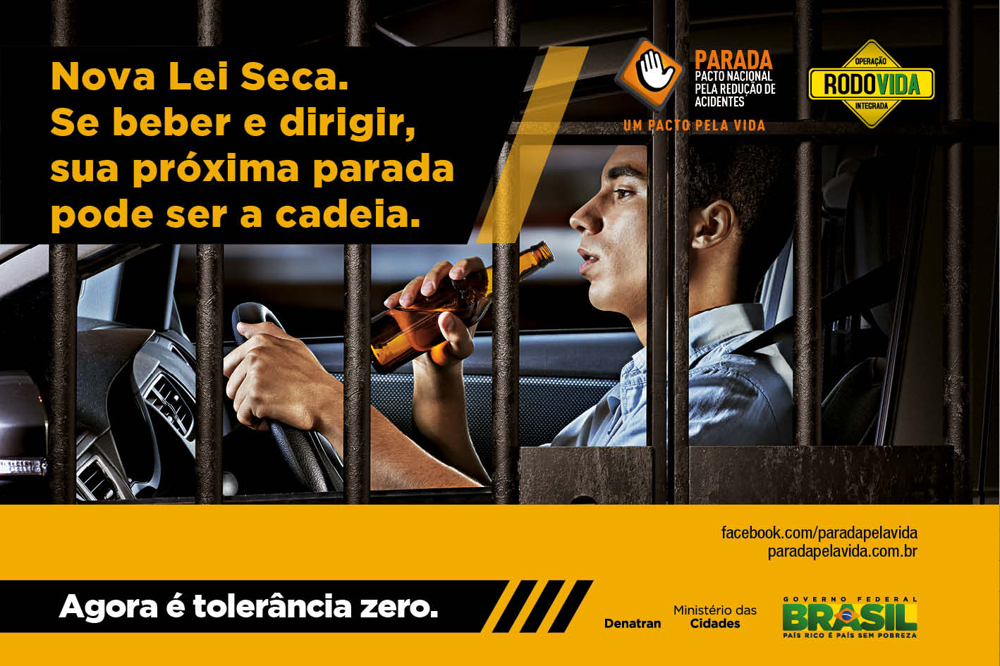 Nova Lei Seca.
Se beber e dirigir,
sua próxima parada
pode ser a cadeia.
PARADA
PACTO NACIONAL
PELA REDUÇÃO DE
ACIDENTES
UM PACTO PELA VIDA
OPERAÇÃO
RODOVIDA
INTEGRADA
facebook.com/paradapelavida
paradapelavida.com.br
Agora é tolerância zero.
Denatran
Ministério das
Cidades
GOVERNO FEDERAL
BRASIL
PAÍS RICO É PAÍS SEM POBREZA